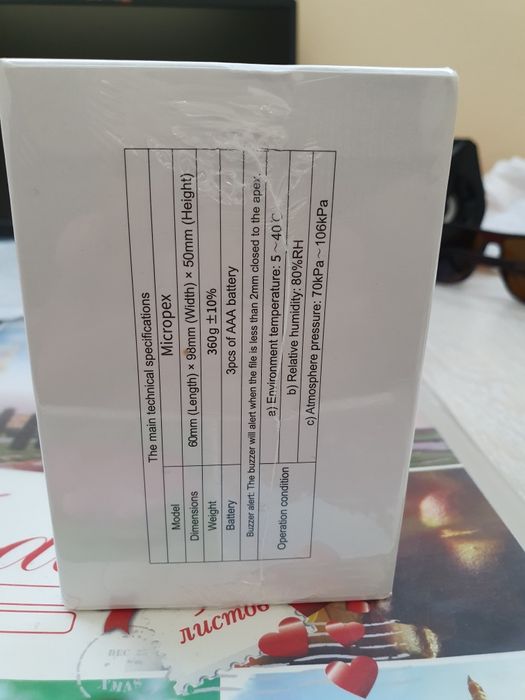 The main technical specifications
Model Micropex
Dimensions 60mm (Length) × 98mm (Width) × 50mm (Height)
Weight 360g ±10%
Battery 3pcs of AAA battery
Buzzer alert: The buzzer will alert when the file is less than 2mm closed to the apex.
Operation condition
a) Environment temperature: 5~40℃
b) Relative humidity: 80%RH
c) Atmosphere pressure: 70kPa~106kPa
листов
DEC